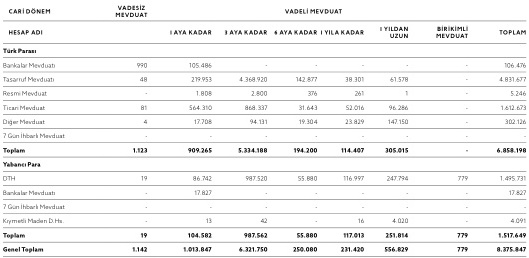 CARİ DÖNEM VADESİZ MEVDUAT VADELİ MEVDUAT
HESAP ADI 1 AYA KADAR 3 AYA KADAR 6 AYA KADAR 1 YILA KADAR 1 YILDAN UZUN BİRİKİMLİ MEVDUAT TOPLAM
Türk Parası
Bankalar Mevduatı 990 105.486 - - - - - 106.476
Tasarruf Mevduatı 48 219.953 4.368.920 142.877 38.301 61.578 - 4.831.677
Resmi Mevduat - 1.808 2.800 376 261 1 - 5.246
Ticari Mevduat 81 564.310 868.337 31.643 52.016 96.286 - 1.612.673
Diğer Mevduat 4 17.708 94.131 19.304 23.829 147.150 - 302.126
7 Gün İhbarlı Mevduat - - - - - - - -
Toplam 1.123 909.265 5.334.188 194.200 114.407 305.015 - 6.858.198
Yabancı Para
DTH 19 86.742 987.520 55.880 116.997 247.794 779 1.495.731
Bankalar Mevduatı - 17.827 - - - - - 17.827
7 Gün İhbarlı Mevduat - - - - - - - -
Kıymetli Maden D.Hs. - 13 42 - 16 4.020 - 4.091
Toplam 19 104.582 987.562 55.880 117.013 251.814 779 1.517.649
Genel Toplam 1.142 1.013.847 6.321.750 250.080 231.420 556.829 779 8.375.847